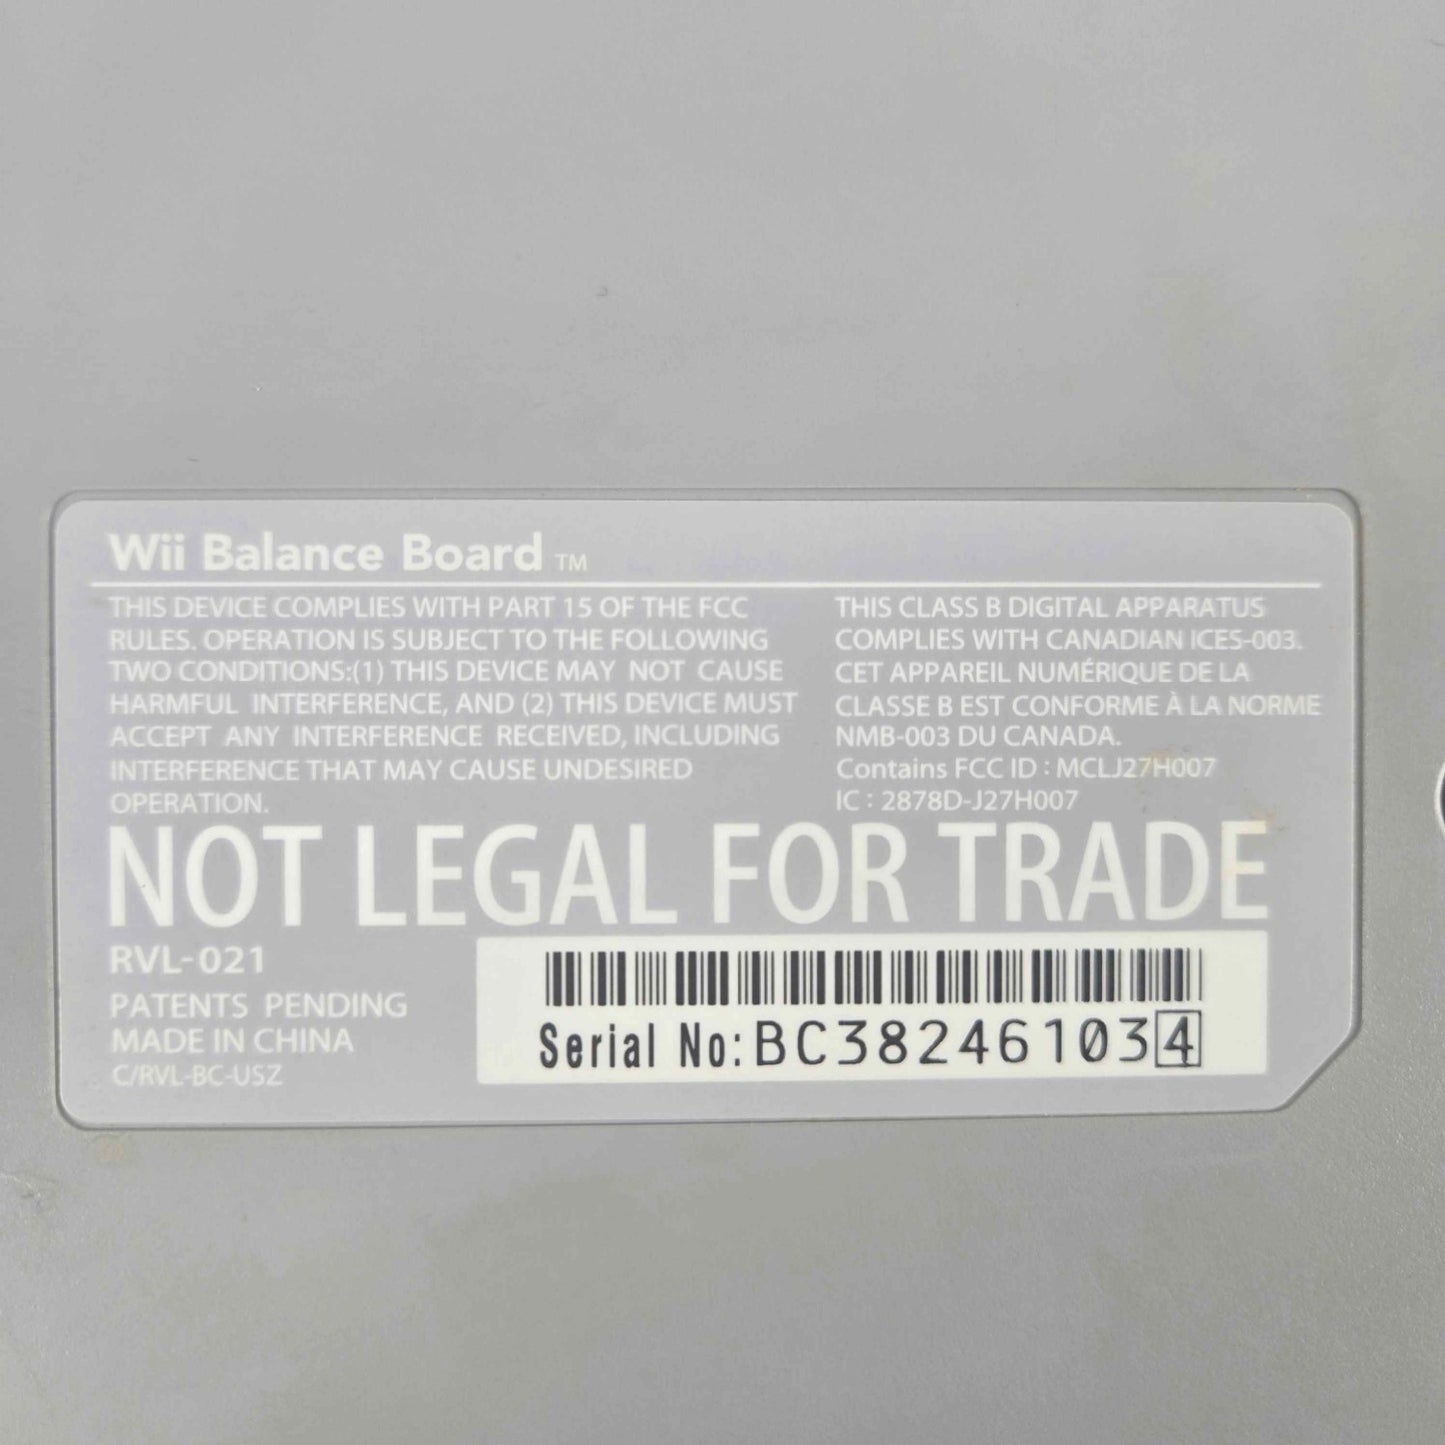 Wii Balance Board TM
THIS DEVICE COMPLIES WITH PART 15 OF THE FCC
RULES. OPERATION IS SUBJECT TO THE FOLLOWING
TWO CONDITIONS:(1) THIS DEVICE MAY NOT CAUSE
HARMFUL INTERFERENCE, AND (2) THIS DEVICE MUST
ACCEPT ANY INTERFERENCE RECEIVED, INCLUDING
INTERFERENCE THAT MAY CAUSE UNDESIRED
OPERATION.
THIS CLASS B DIGITAL APPARATUS
COMPLIES WITH CANADIAN ICES-003.
CET APPAREIL NUMÉRIQUE DE LA
CLASSE B EST CONFORME À LA NORME
NMB-003 DU CANADA.
Contains FCC ID : MCLJ27H007
IC : 2878D-J27H007
NOT LEGAL FOR TRADE
RVL-021
PATENTS PENDING
MADE IN CHINA
C/RVL-BC-USZ
Serial No:BC382461034